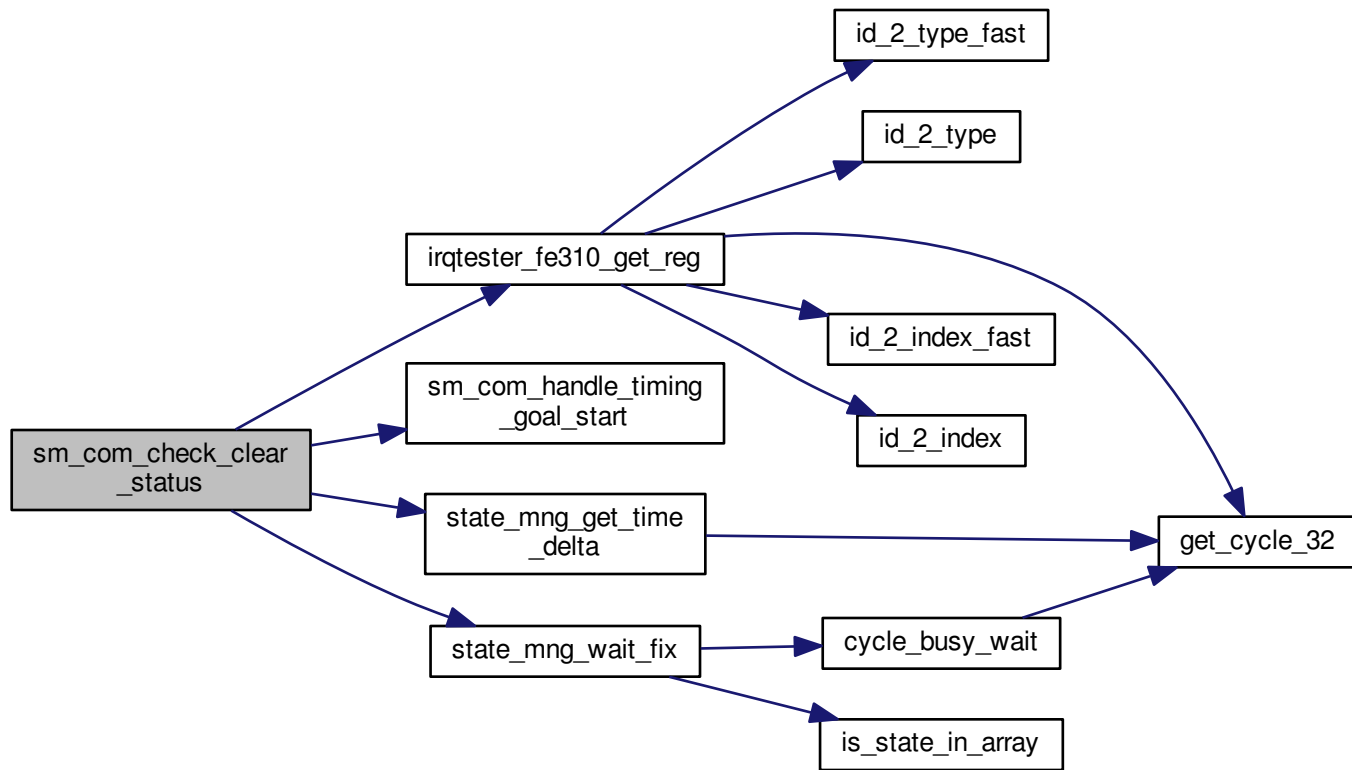 id_2_type_fast
id_2_type
irqtester_fe310_get_reg
id_2_index_fast
sm_com_handle_timing
_goal_start
id_2_index
sm_com_check_clear
_status
state_mng_get_time
_delta
get_cycle_32
state_mng_wait_fix
cycle_busy_wait
is_state_in_array